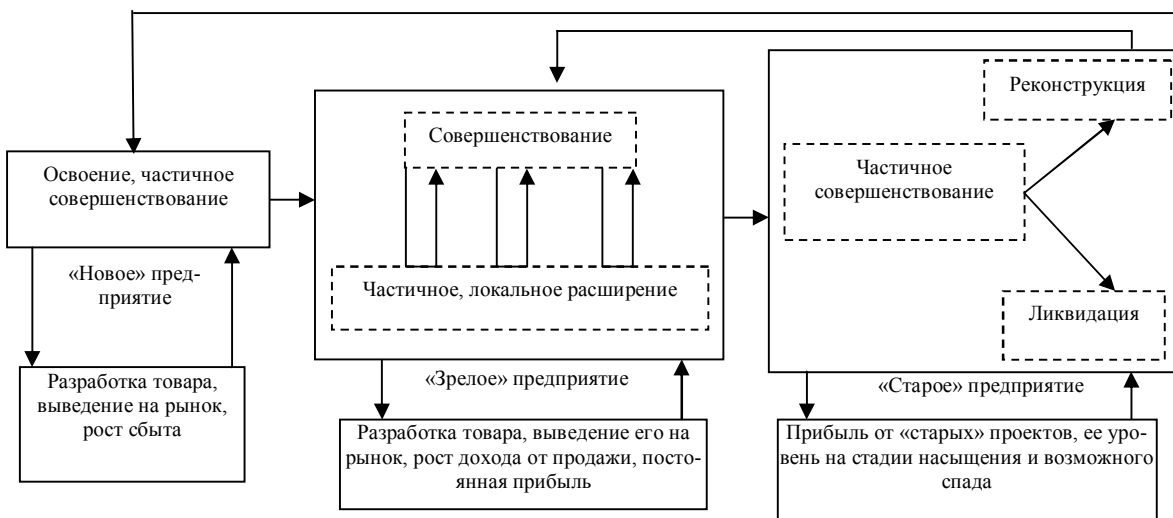 Освоение, частичное
совершенствование
«Новое» пред-
приятие
Разработка товара,
выведение на рынок,
рост сбыта
Совершенствование
Частичное, локальное расширение
«Зрелое» предприятие
Разработка товара, выведение его на
рынок, рост дохода от продажи, посто-
янная прибыль
Реконструкция
Частичное
совершенствование
Ликвидация
«Старое» предприятие
Прибыль от «старых» проектов, ее уро-
вень на стадии насыщения и возможного
спада